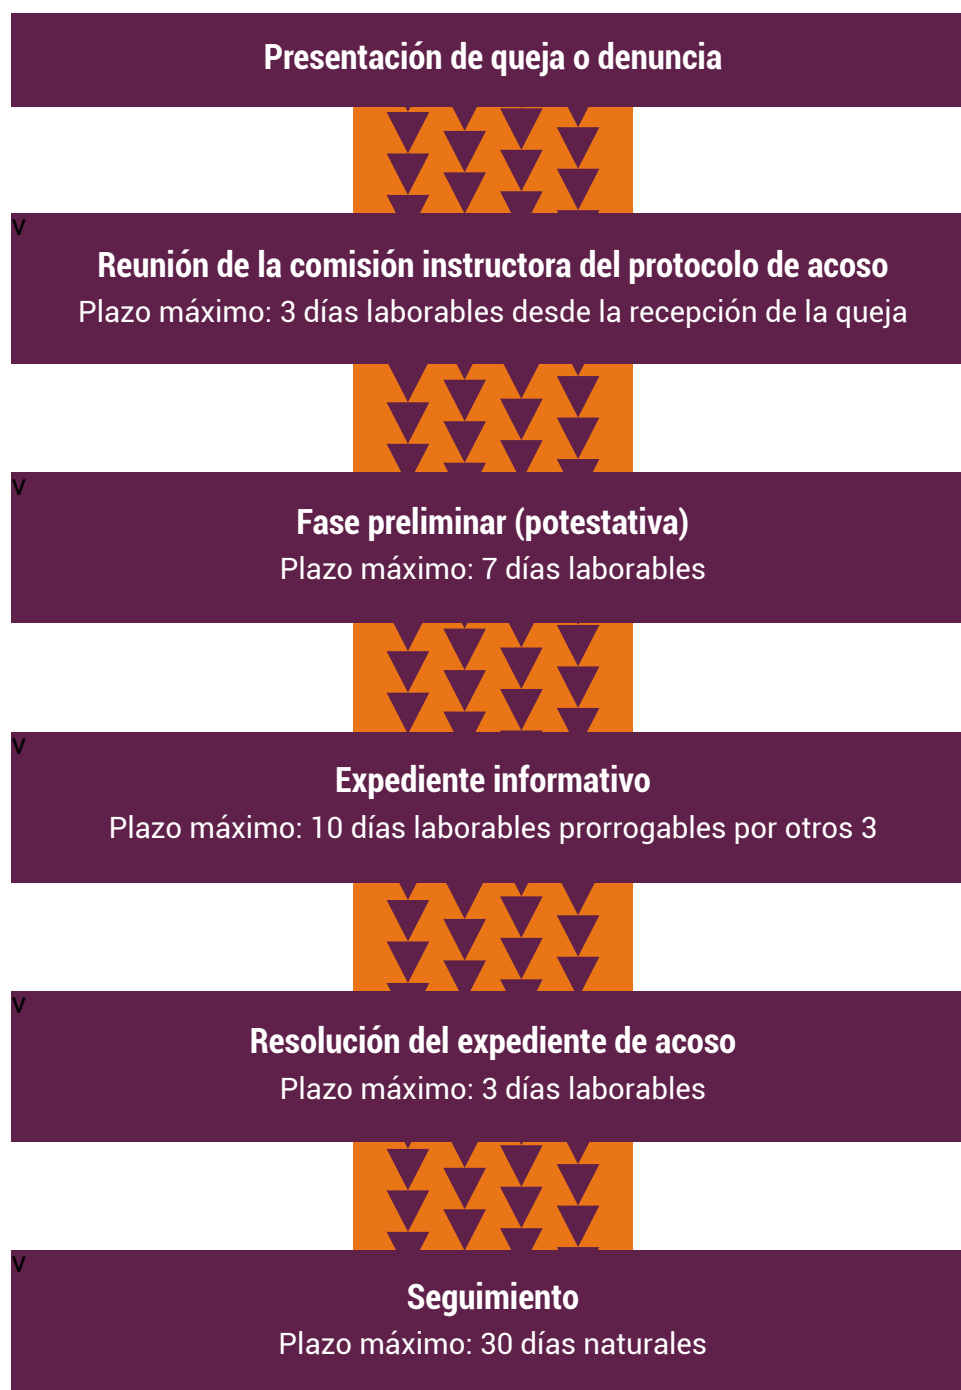 Presentación de queja o denuncia
v
Reunión de la comisión instructora del protocolo de acoso
Plazo máximo: 3 días laborables desde la recepción de la queja
v
Fase preliminar (potestativa)
Plazo máximo: 7 días laborables
v
Expediente informativo
Plazo máximo: 10 días laborables prorrogables por otros 3
v
Resolución del expediente de acoso
Plazo máximo: 3 días laborables
v
Seguimiento
Plazo máximo: 30 días naturales